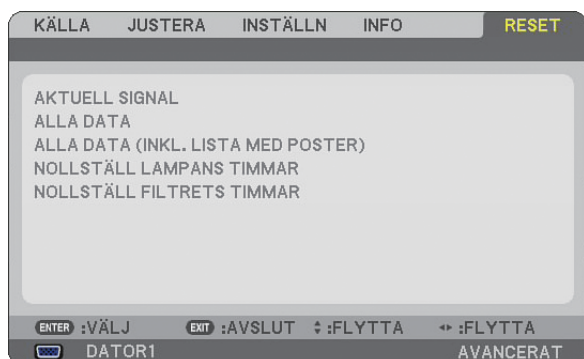 KÄLLA JUSTERA INSTÄLLN INFO RESET
AKTUELL SIGNAL
ALLA DATA
ALLA DATA (INKL. LISTA MED POSTER)
NOLLSTÄLL LAMPANS TIMMAR
NOLLSTÄLL FILTRETS TIMMAR
ENTER :VÄLJ EXIT :AVSLUT :FLYTTA :FLYTTA
DATOR1 AVANCERAT